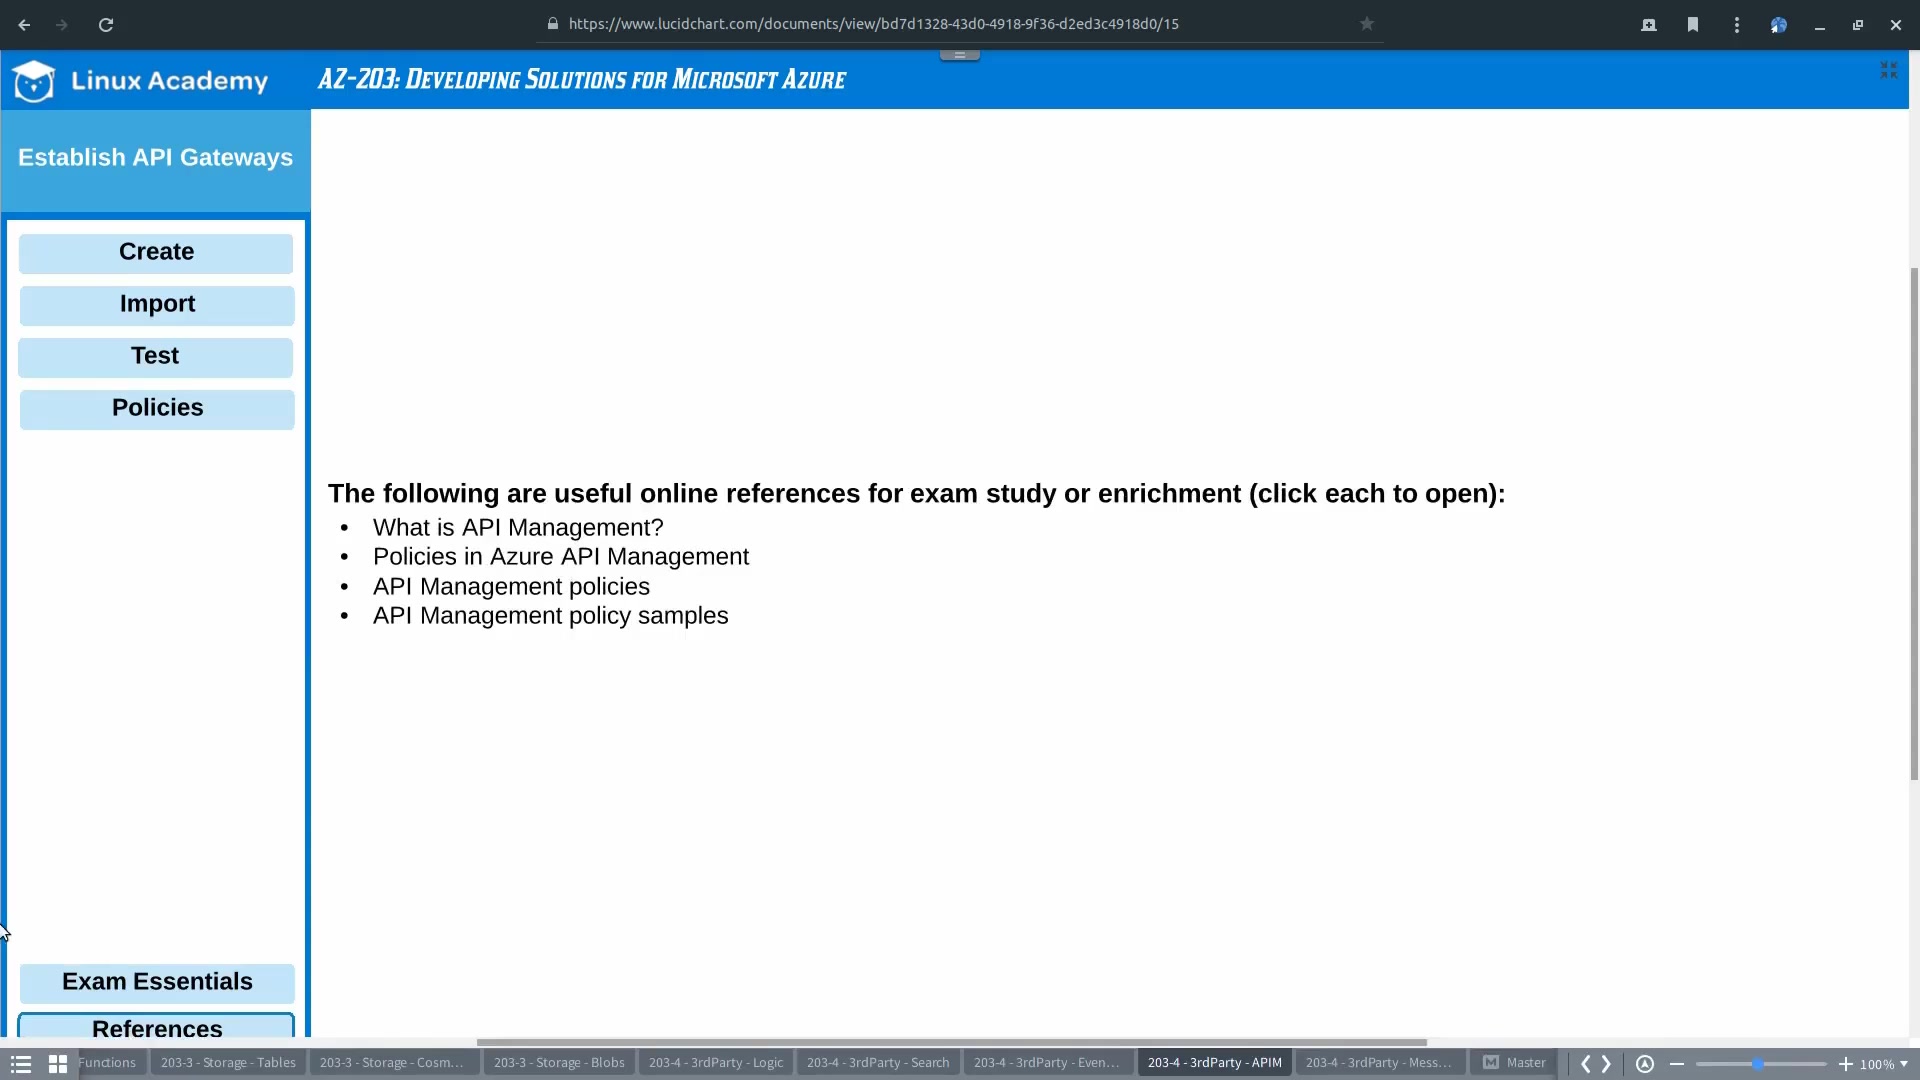 https://www.lucidchart.com/documents/view/bd7d1328-43d0-4918-9f36-d2ed3c4918d0/15
Linux Academy
AZ-203: Developing Solutions for Microsoft Azure
Establish API Gateways
Create
Import
Test
Policies
The following are useful online references for exam study or enrichment (click each to open):
• What is API Management?
• Policies in Azure API Management
• API Management policies
• API Management policy samples
Exam Essentials
References
Functions 203-3 - Storage - Tables 203-3 - Storage - Cosm... 203-3 - Storage - Blobs 203-4 - 3rdParty - Logic 203-4 - 3rdParty - Search 203-4 - 3rdParty - Even... 203-4 - 3rdParty - APIM 203-4 - 3rdParty - Mess... M Master 100%